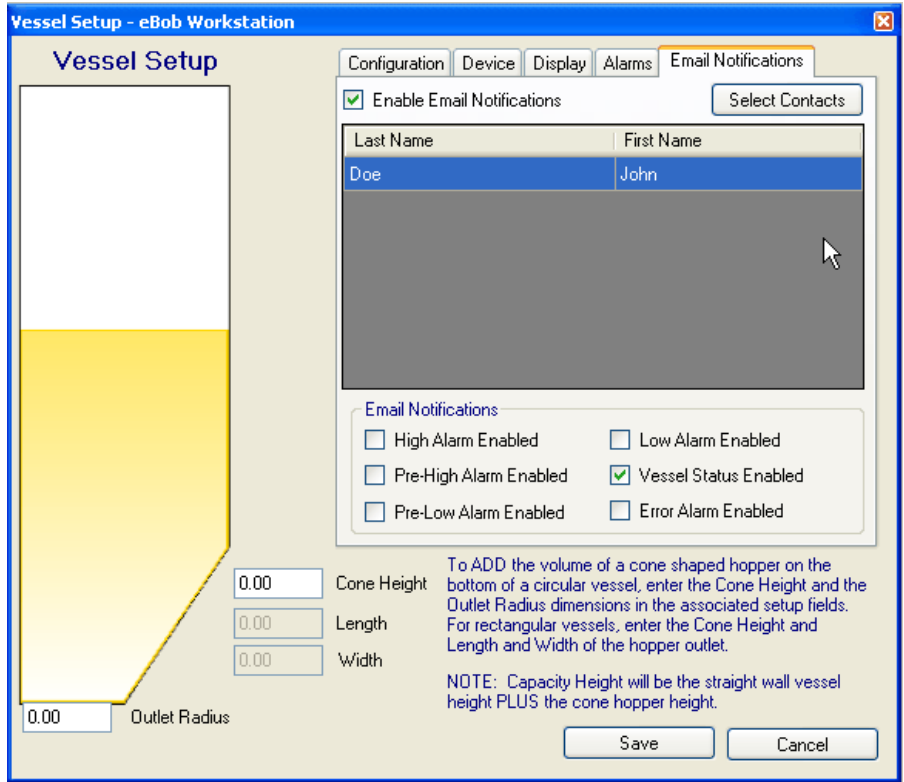 Vessel Setup - eBob Workstation
Vessel Setup
Configuration Device Display Alarms Email Notifications
Enable Email Notifications
Select Contacts
Last Name First Name
Doe John
Email Notifications
High Alarm Enabled Low Alarm Enabled
Pre-High Alarm Enabled Vessel Status Enabled
Pre-Low Alarm Enabled Error Alarm Enabled
0.00 Cone Height
0.00 Length
0.00 Width
0.00 Outlet Radius
To ADD the volume of a cone shaped hopper on the
bottom of a circular vessel, enter the Cone Height and the
Outlet Radius dimensions in the associated setup fields.
For rectangular vessels, enter the Cone Height and
Length and Width of the hopper outlet.
NOTE: Capacity Height will be the straight wall vessel
height PLUS the cone hopper height.
Save Cancel